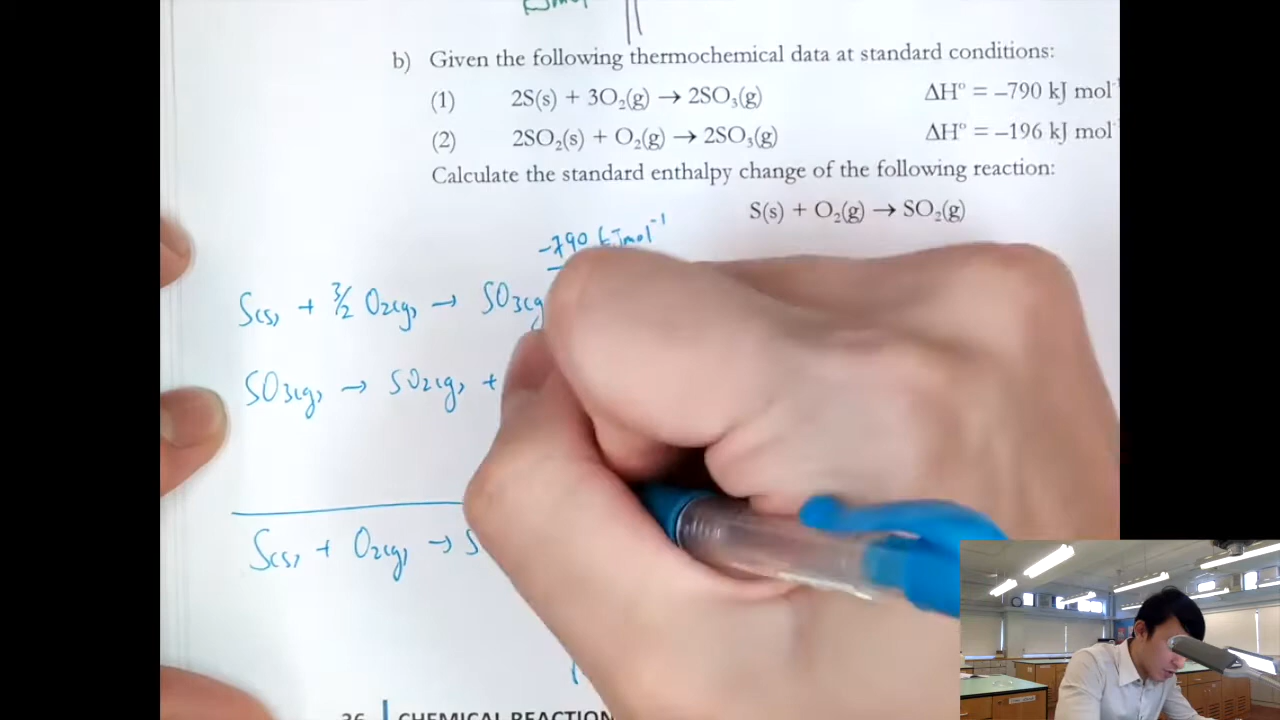 b) Given the following thermochemical data at standard conditions:
(1) 2S(s) + 3O₂(g) → 2SO₃(g) ΔH° = –790 kJ mol⁻¹
(2) 2SO₂(s) + O₂(g) → 2SO₃(g) ΔH° = –196 kJ mol⁻
Calculate the standard enthalpy change of the following reaction:
S(s) + O₂(g) → SO₂(g)
-790 kJmol⁻¹
S(s) + 3/2 O₂(g) → SO₃(g
SO₃(g) → SO₂(g) +
S(s) + O₂(g) → S
36 CHEMICAL REACTION